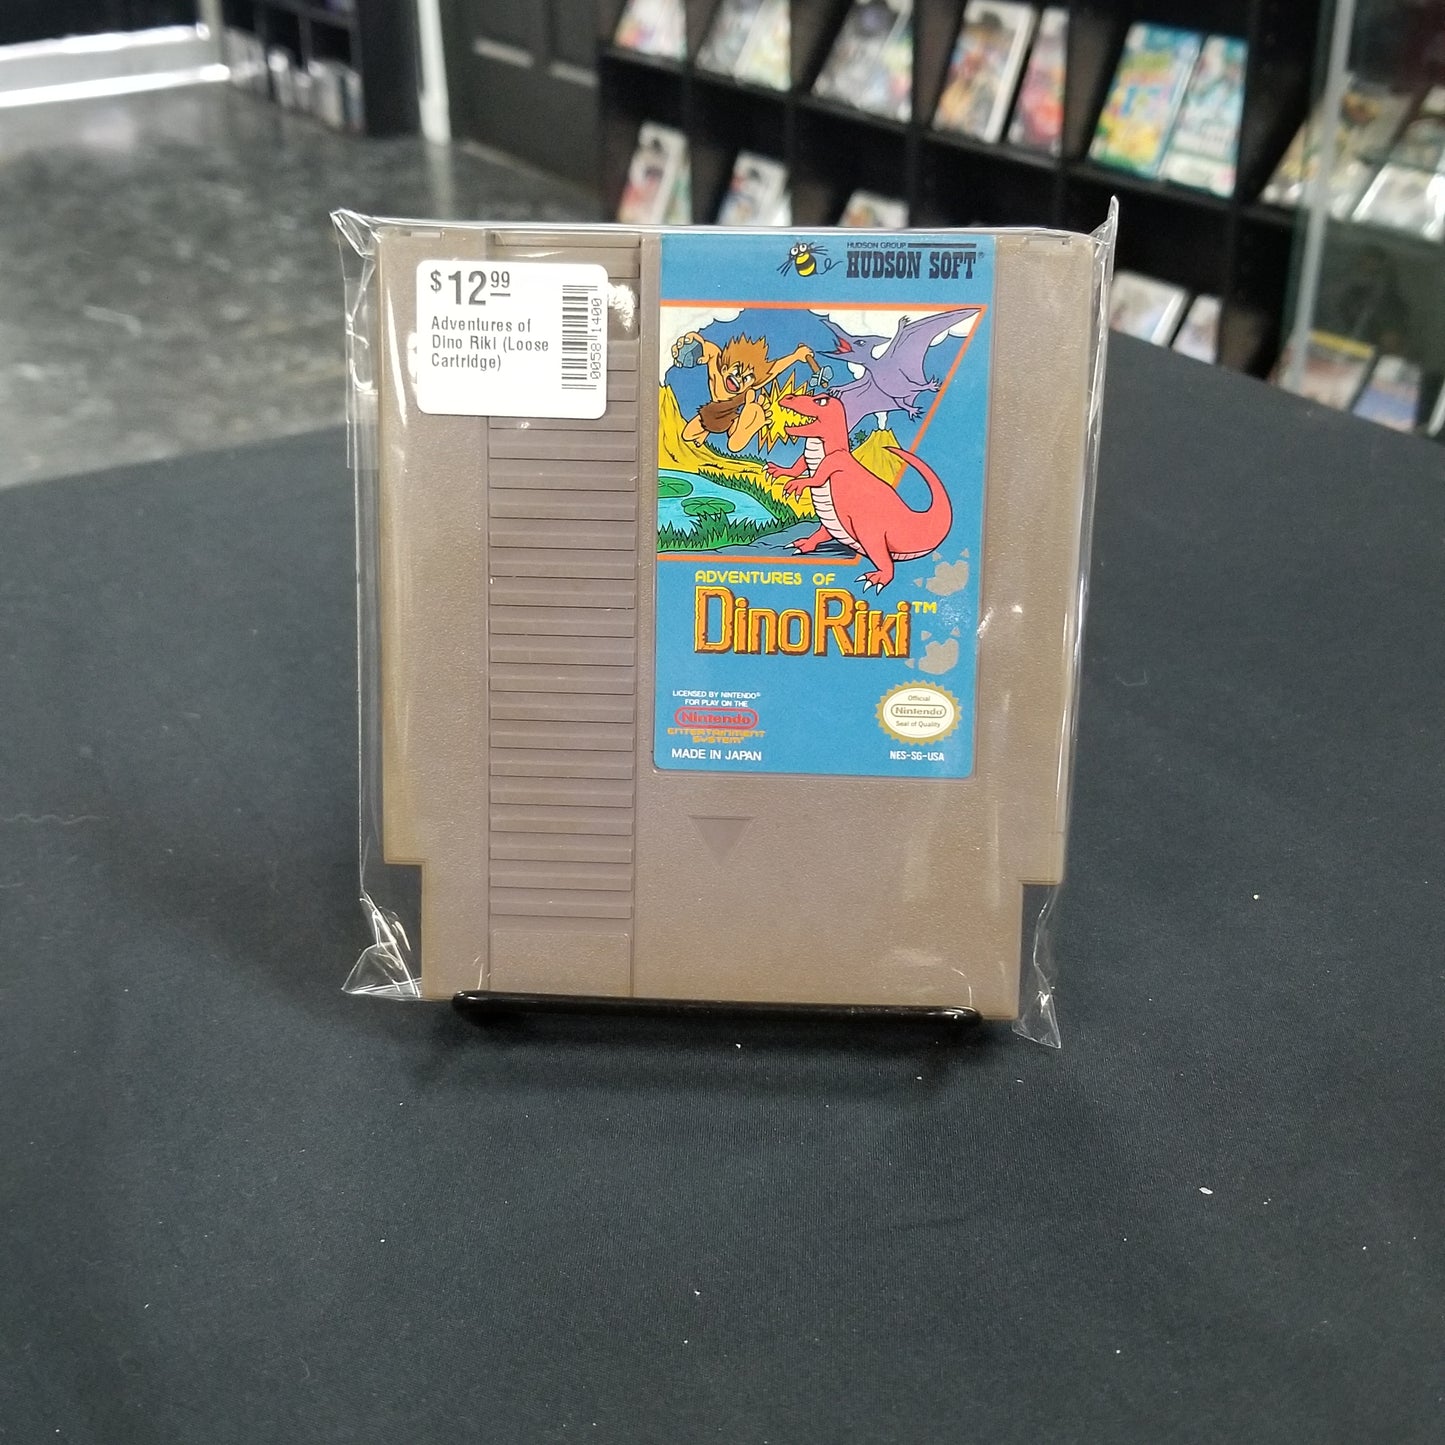 $12.99
Adventures of
Dino Riki (Loose
Cartridge)
00581400
HUDSON GROUP
HUDSON SOFT®
ADVENTURES OF
DinoRiki™
LICENSED BY NINTENDO®
FOR PLAY ON THE
Nintendo
ENTERTAINMENT
SYSTEM®
MADE IN JAPAN
Official
Nintendo
Seal of Quality
NES-SG-USA